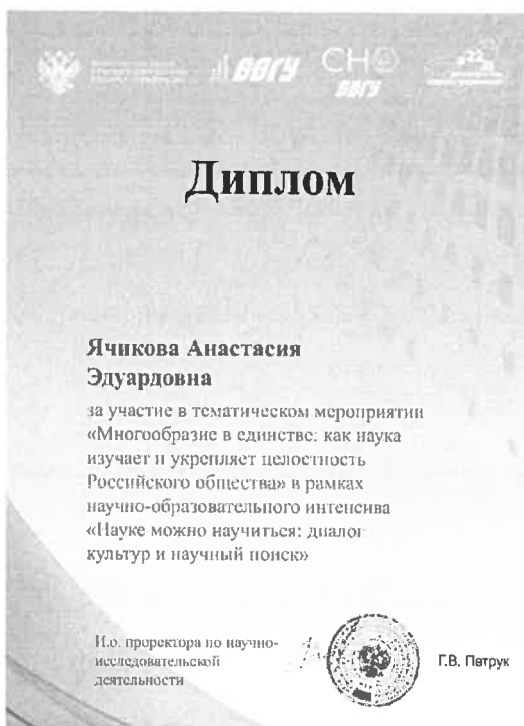 ВВГУ
СНО
ВВГУ
Диплом
Ячикова Анастасия
Эдуардовна
за участие в тематическом мероприятии
«Многообразие в единстве: как наука
изучает и укрепляет целостность
Российского общества» в рамках
научно-образовательного интенсива
«Науке можно научиться: диалог
культур и научный поиск»
И.о. проректора по научно-
исследовательской
деятельности
Г.В. Петрук